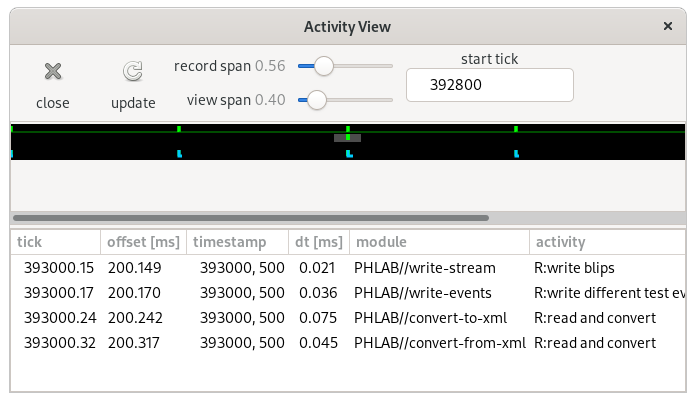 Activity View
×
record span 0.56
start tick
392800
close
update
view span 0.40
tick offset [ms] timestamp dt [ms] module activity
393000.15 200.149 393000, 500 0.021 PHLAB//write-stream R:write blips
393000.17 200.170 393000, 500 0.036 PHLAB//write-events R:write different test ev
393000.24 200.242 393000, 500 0.075 PHLAB//convert-to-xml R:read and convert
393000.32 200.317 393000, 500 0.045 PHLAB//convert-from-xml R:read and convert